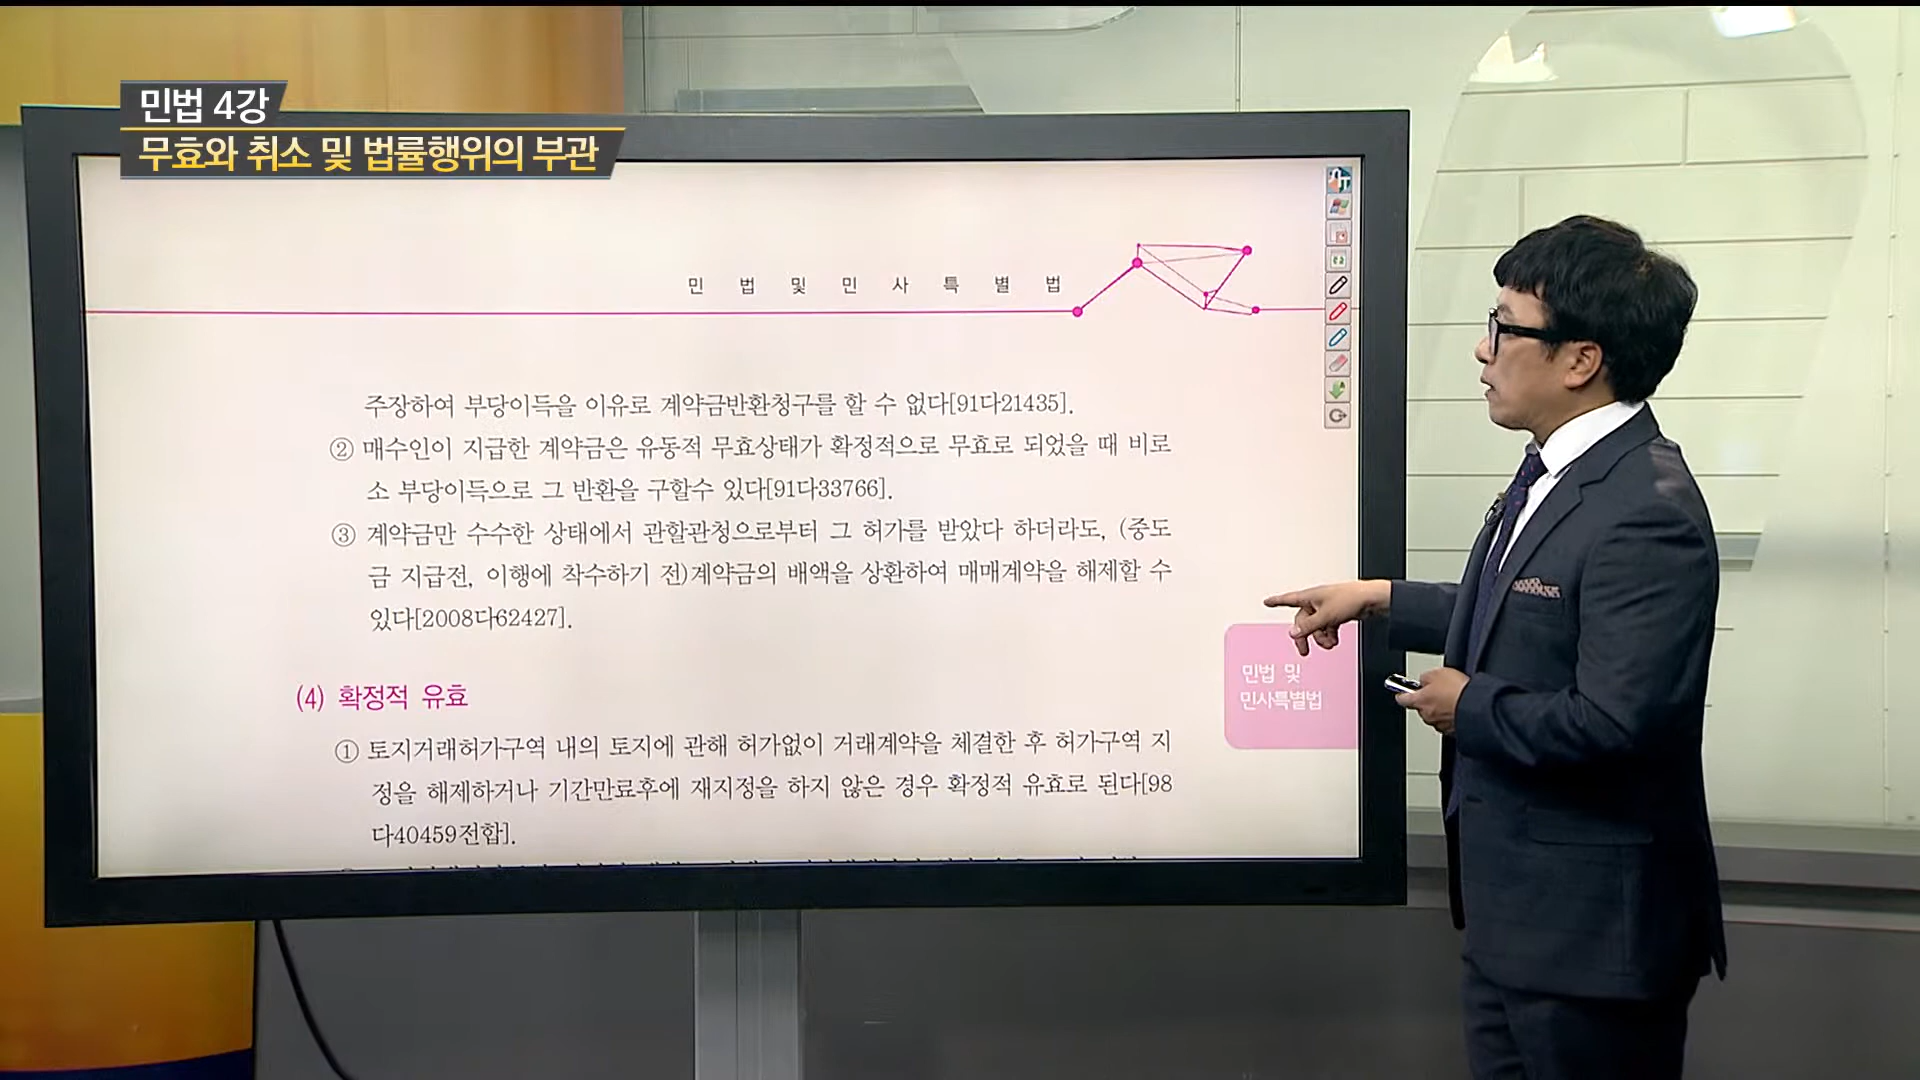 민법 4강
무효와 취소 및 법률행위의 부관
민 법 및 민 사 특 별 법
주장하여 부당이득을 이유로 계약금반환청구를 할 수 없다[91다21435].
② 매수인이 지급한 계약금은 유동적 무효상태가 확정적으로 무효로 되었을 때 비로
소 부당이득으로 그 반환을 구할수 있다[91다33766].
③ 계약금만 수수한 상태에서 관할관청으로부터 그 허가를 받았다 하더라도, (중도
금 지급전, 이행에 착수하기 전)계약금의 배액을 상환하여 매매계약을 해제할 수
있다[2008다62427].
민법 및
민사특별법
(4) 확정적 유효
① 토지거래허가구역 내의 토지에 관해 허가없이 거래계약을 체결한 후 허가구역 지
정을 해제하거나 기간만료후에 재지정을 하지 않은 경우 확정적 유효로 된다[98
다40459전합].